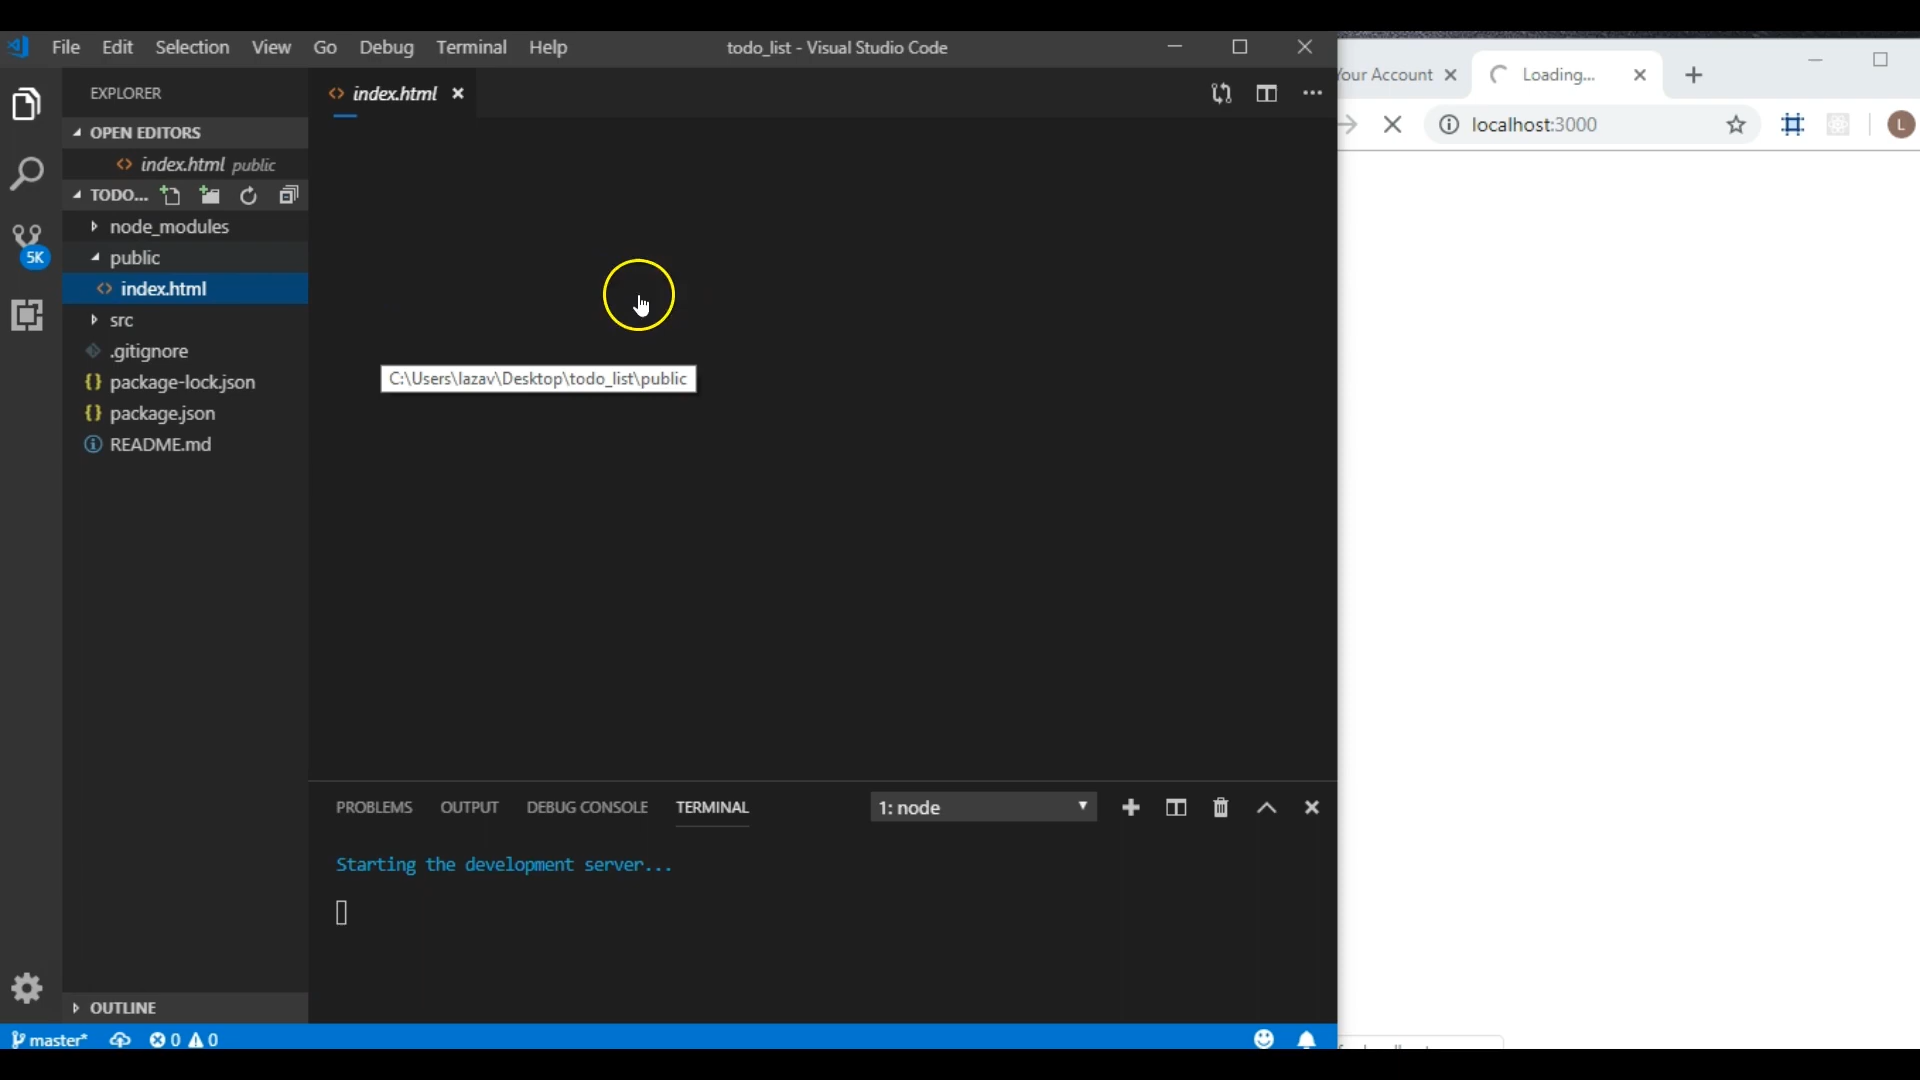 File Edit Selection View Go Debug Terminal Help
todo_list - Visual Studio Code
EXPLORER
OPEN EDITORS
index.html public
TODO...
node_modules
public
index.html
src
.gitignore
package-lock.json
package.json
README.md
OUTLINE
5K
index.html
C:\Users\lazav\Desktop\todo_list\public
PROBLEMS OUTPUT DEBUG CONSOLE TERMINAL
1: node
Starting the development server...
master*
0
0
Your Account
Loading...
localhost:3000
L